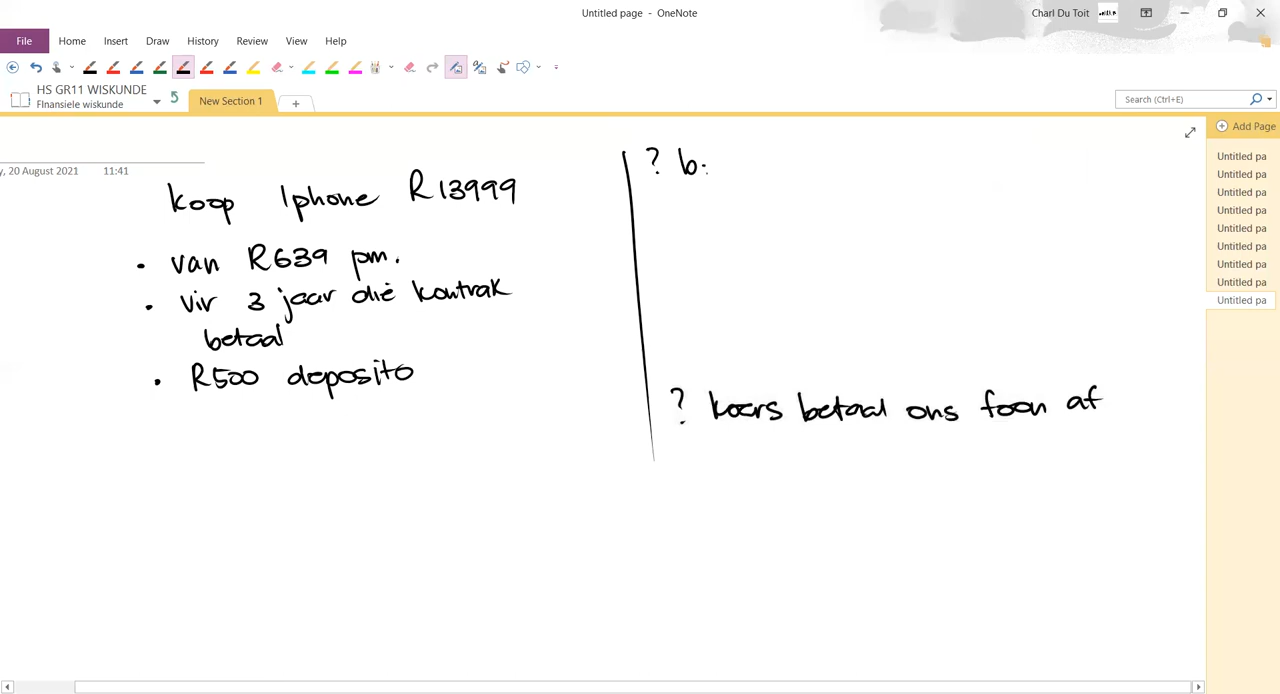 Untitled page - OneNote
Charl Du Toit
File Home Insert Draw History Review View Help
HS GR11 WISKUNDE
FInansiele wiskunde
New Section 1
+
Search (Ctrl+E)
Add Page
y, 20 August 2021 11:41
koop Iphone R13999
• van R639 pm.
• vir 3 jaar die kontrak
betaal
• R500 deposito
? b
? koers betaal ons foon af
Untitled pa
Untitled pa
Untitled pa
Untitled pa
Untitled pa
Untitled pa
Untitled pa
Untitled pa
Untitled pa